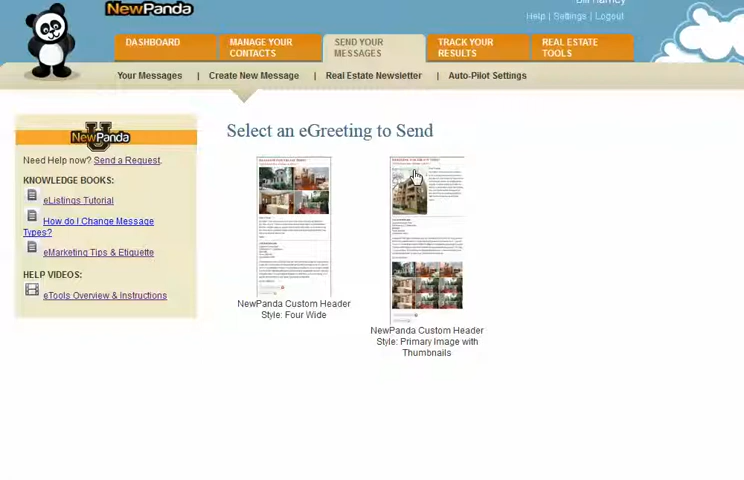 NewPanda
Help | Settings | Logout
DASHBOARD
MANAGE YOUR CONTACTS
SEND YOUR MESSAGES
TRACK YOUR RESULTS
REAL ESTATE TOOLS
Your Messages | Create New Message | Real Estate Newsletter | Auto-Pilot Settings
NewPanda
U
Need Help now? Send a Request.
KNOWLEDGE BOOKS:
eListings Tutorial
How do I Change Message
Types?
eMarketing Tips & Etiquette
HELP VIDEOS:
eTools Overview & Instructions
Select an eGreeting to Send
NewPanda Custom Header
Style: Four Wide
NewPanda Custom Header
Style: Primary Image with
Thumbnails